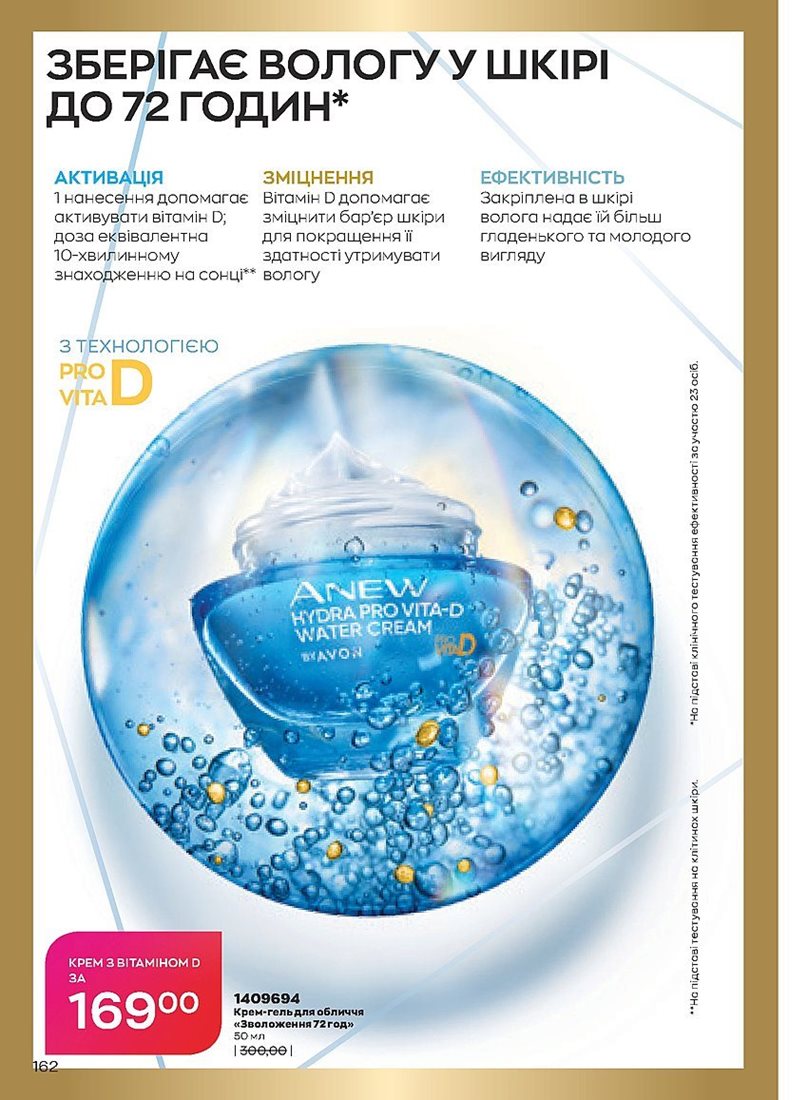 ЗБЕРІГАЄ ВОЛОГУ У ШКІРІ
ДО 72 ГОДИН*
АКТИВАЦІЯ
1 нанесення допомагає
активувати вітамін D;
доза еквівалентна
10-хвилинному
знаходженню на сонці**
ЗМІЦНЕННЯ
Вітамін D допомагає
зміцнити бар’єр шкіри
для покращення її
здатності утримувати
вологу
ЕФЕКТИВНІСТЬ
Закріплена в шкірі
волога надає їй більш
гладенького та молодого
вигляду
З ТЕХНОЛОГІЄЮ
PRO
VITA D
ANEW
HYDRA PRO VITA-D
WATER CREAM
BY AVON
PRO
VITA D
*На підставі клінічного тестування ефективності за участю 23 осіб.
**На підставі тестування на клітинах шкіри.
КРЕМ З ВІТАМІНОМ D
ЗА
169⁰⁰
1409694
Крем-гель для обличчя
«Зволоження 72 год»
50 мл
| 300,00 |
162